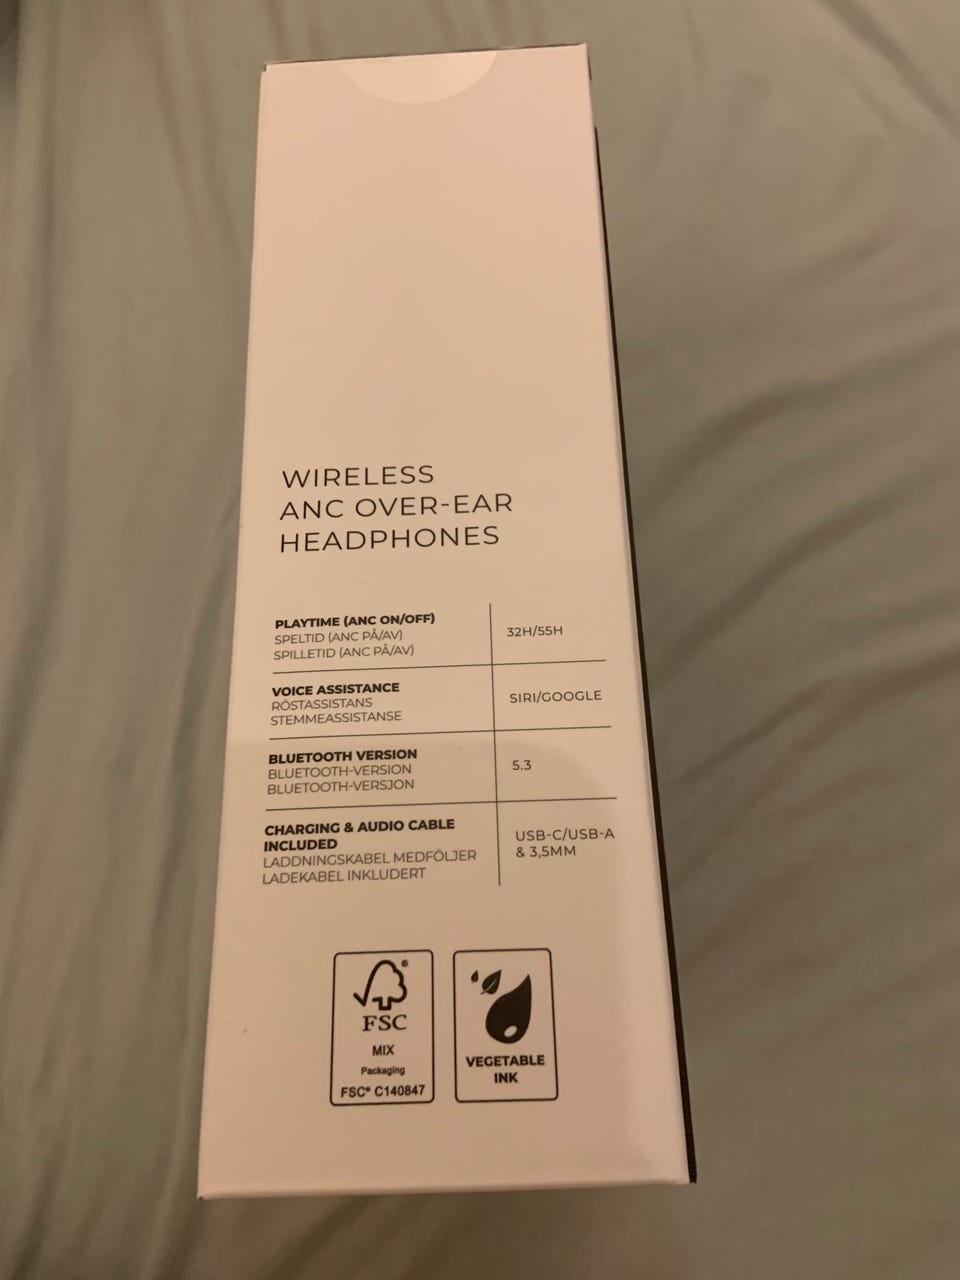 WIRELESS
ANC OVER-EAR
HEADPHONES
PLAYTIME (ANC ON/OFF)
SPELTID (ANC PÅ/AV)
SPILLETID (ANC PÅ/AV)
32H/55H
VOICE ASSISTANCE
RÖSTASSISTANS
STEMMEASSISTANSE
SIRI/GOOGLE
BLUETOOTH VERSION
BLUETOOTH-VERSION
BLUETOOTH-VERSJON
5.3
CHARGING & AUDIO CABLE
INCLUDED
LADDNINGSKABEL MEDFÖLJER
LADEKABEL INKLUDERT
USB-C/USB-A
& 3,5MM
®
FSC
MIX
Packaging
FSC® C140847
VEGETABLE
INK